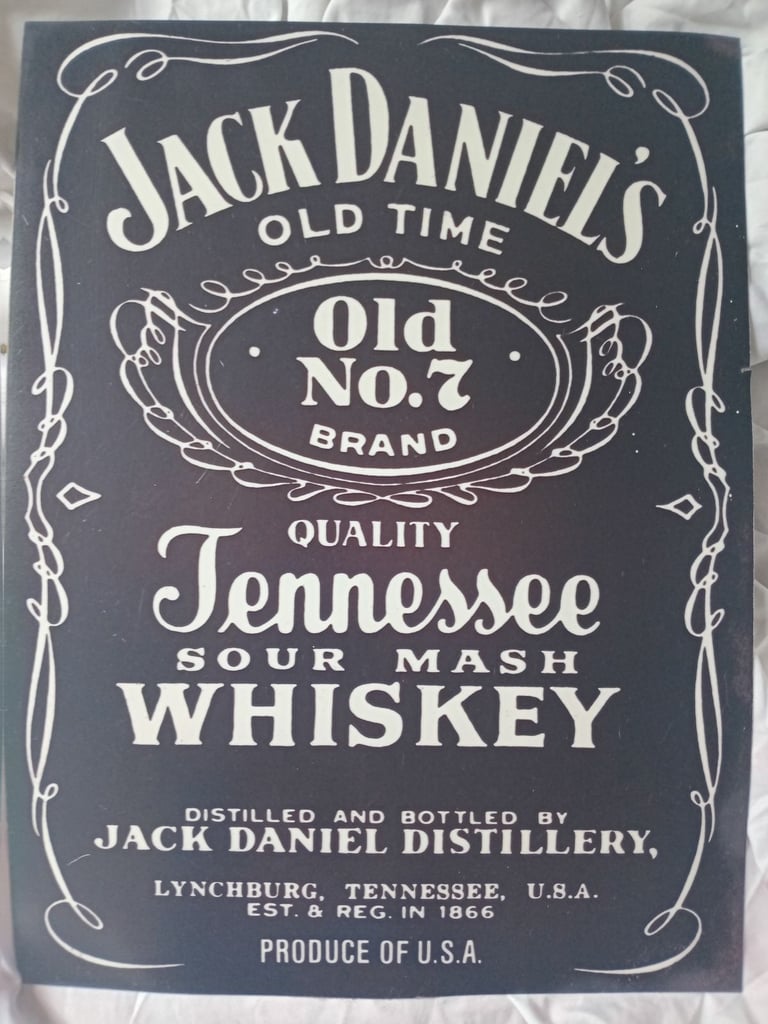 JACK DANIEL'S
OLD TIME
Old
No.7
BRAND
QUALITY
Tennessee
SOUR MASH
WHISKEY
DISTILLED AND BOTTLED BY
JACK DANIEL DISTILLERY,
LYNCHBURG, TENNESSEE, U.S.A.
EST. & REG. IN 1866
PRODUCE OF U.S.A.